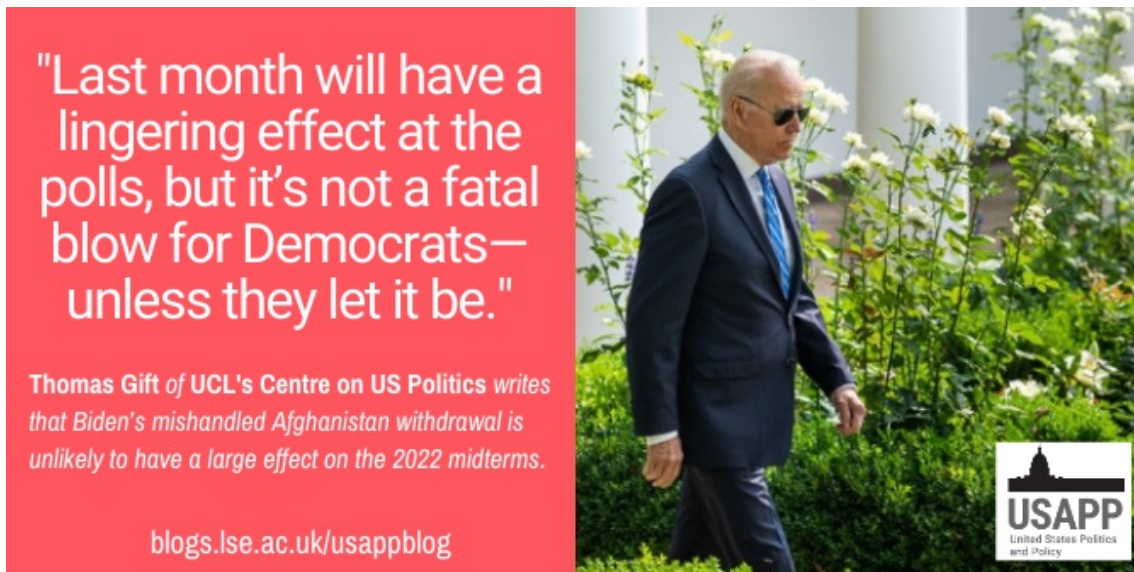 "Last month will have a
lingering effect at the
polls, but it’s not a fatal
blow for Democrats—
unless they let it be."
Thomas Gift of UCL's Centre on US Politics writes
that Biden’s mishandled Afghanistan withdrawal is
unlikely to have a large effect on the 2022 midterms.
blogs.lse.ac.uk/usappblog
USAPP
United States Politics
and Policy